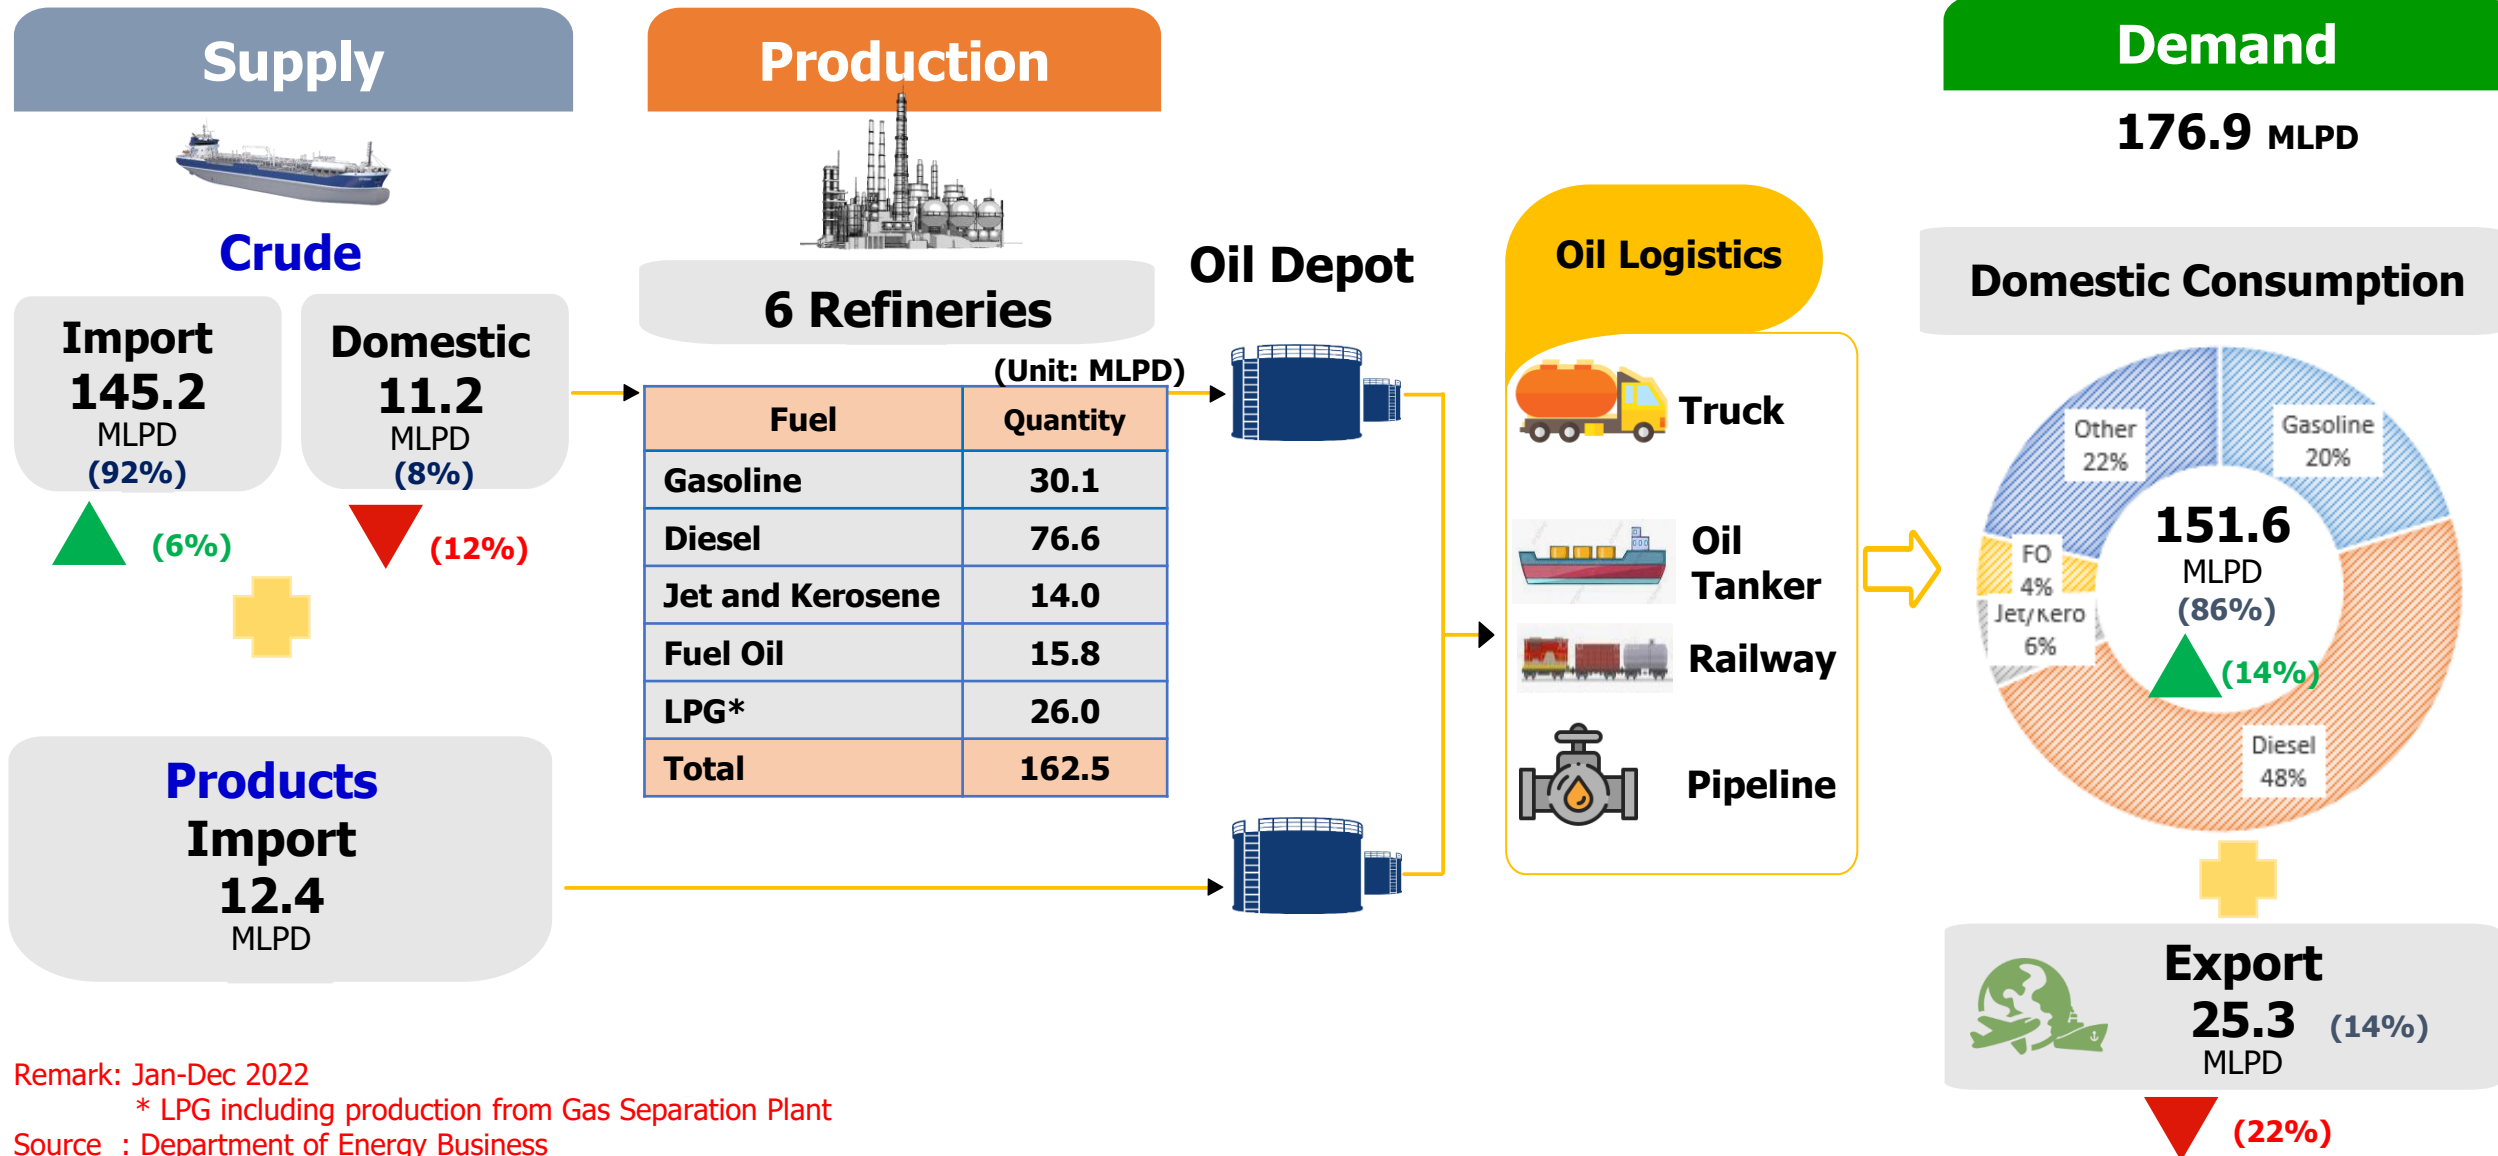 Supply
Crude
Import
145.2
MLPD
(92%)
(6%)
Domestic
11.2
MLPD
(8%)
(12%)
Products
Import
12.4
MLPD
Production
6 Refineries
(Unit: MLPD)
Fuel Quantity
Gasoline 30.1
Diesel 76.6
Jet and Kerosene 14.0
Fuel Oil 15.8
LPG* 26.0
Total 162.5
Oil Depot
Oil Logistics
Truck
Oil
Tanker
Railway
Pipeline
Demand
176.9 MLPD
Domestic Consumption
Other
22%
Gasoline
20%
FO
4%
Jet/Kero
6%
Diesel
48%
151.6
MLPD
(86%)
(14%)
Export
25.3 (14%)
MLPD
(22%)
Remark: Jan-Dec 2022
* LPG including production from Gas Separation Plant
Source : Department of Energy Business